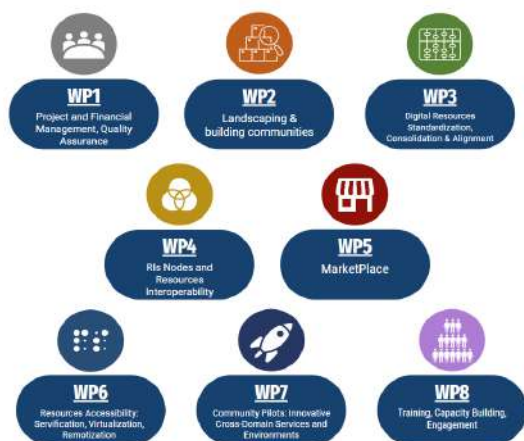 WP1
Project and Financial
Management, Quality
Assurance
WP2
Landscaping &
building communities
WP3
Digital Resources
Standardization,
Consolidation & Alignment
WP4
RIs Nodes and
Resources
Interoperability
WP5
MarketPlace
WP6
Resources Accessibility:
Servification, Virtualization,
Remotization
WP7
Community Pilots: Innovative
Cross-Domain Services and
Environments
WP8
Training, Capacity Building,
Engagement